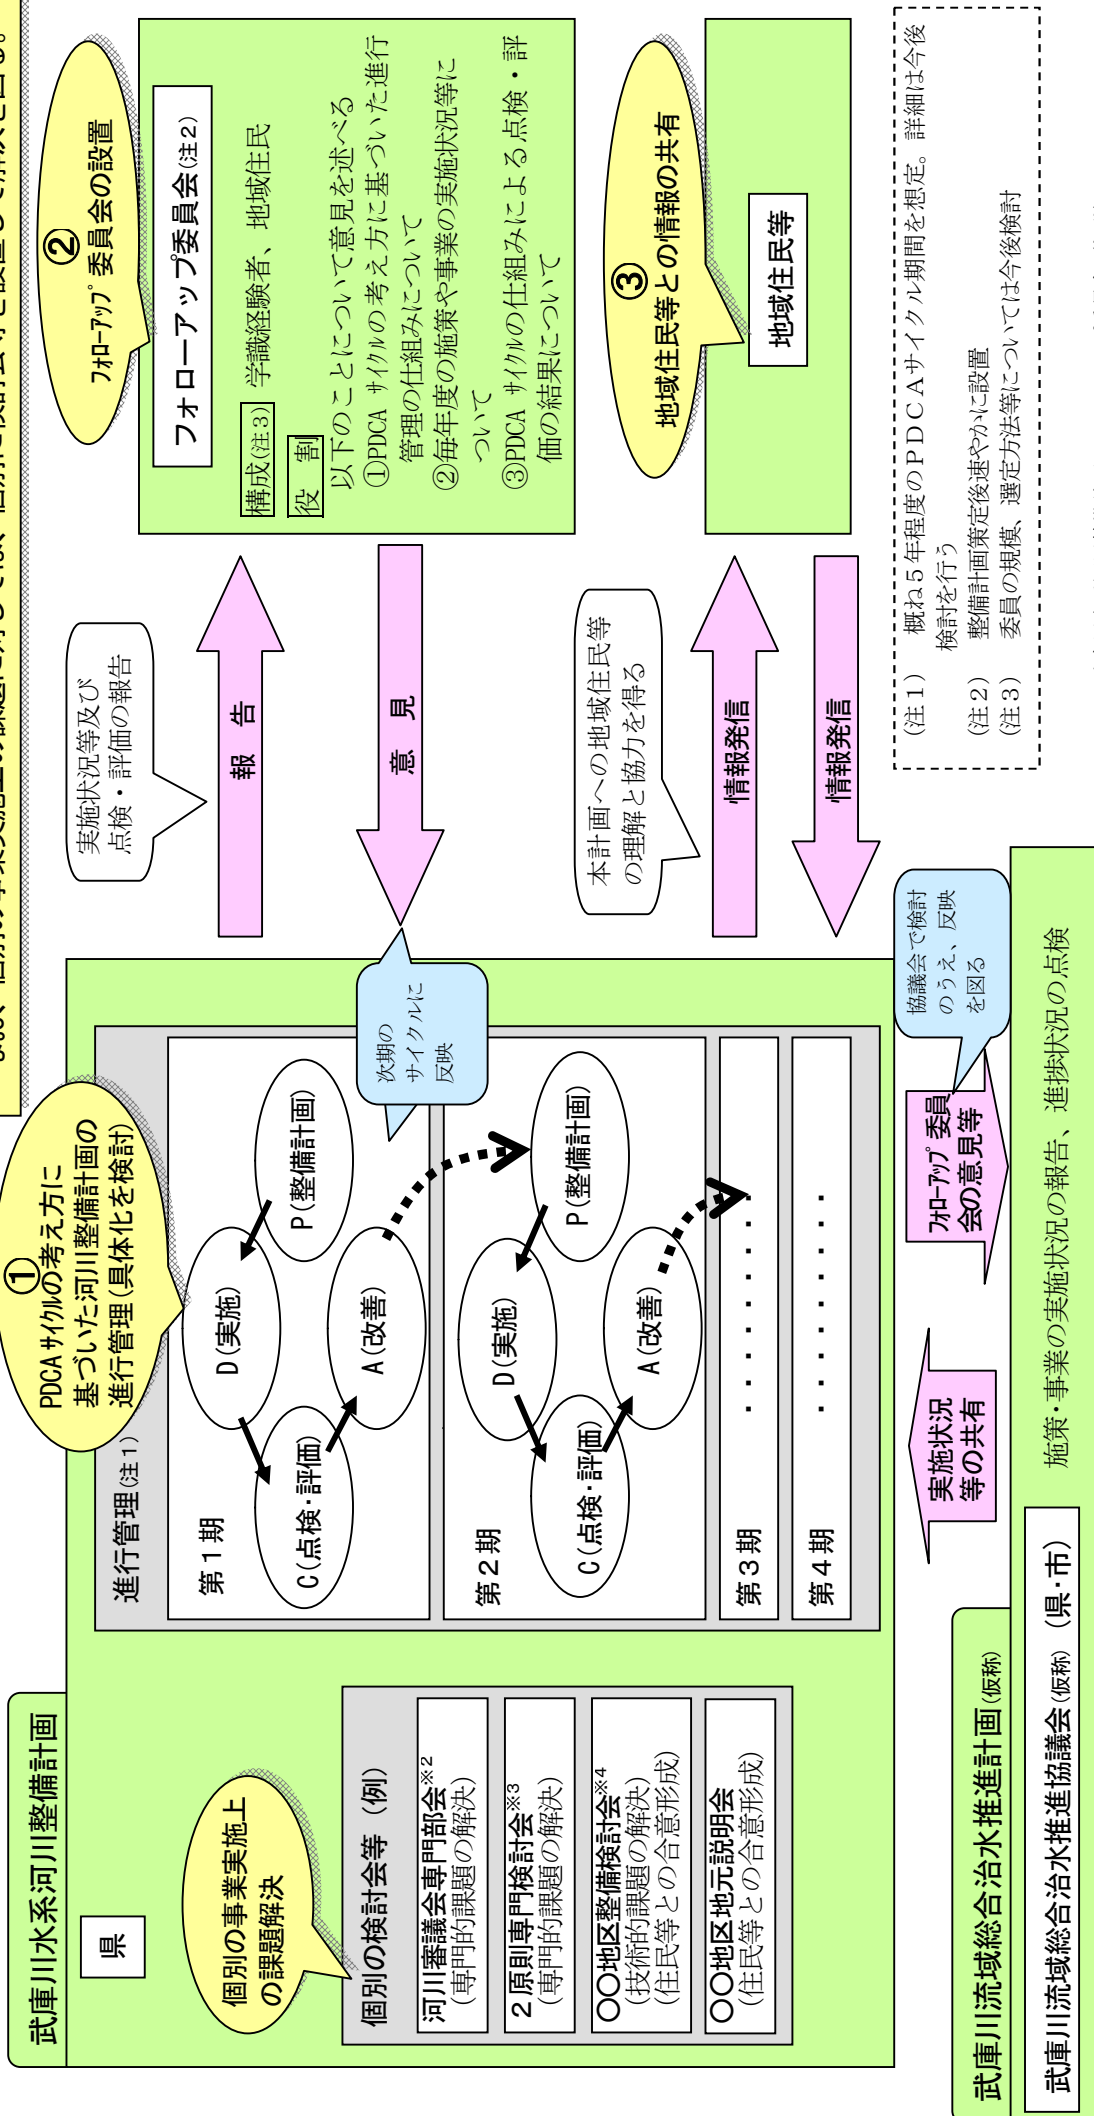 武庫川水系河川整備計画
県
個別の事業実施上
の課題解決
個別の検討会等 (例)
河川審議会専門部会※2
(専門的課題の解決)
2原則専門検討会※3
(専門的課題の解決)
〇〇地区整備検討会※4
(技術的課題の解決)
(住民等との合意形成)
〇〇地区地元説明会
(住民等との合意形成)
①
PDCAサイクルの考え方に
基づいた河川整備計画の
進行管理(具体化を検討)
進行管理(注1)
第1期
P(整備計画)
D(実施)
C(点検・評価)
A(改善)
次期の
サイクルに
反映
第2期
P(整備計画)
D(実施)
C(点検・評価)
A(改善)
第3期 ・・・・・・・・・
第4期 ・・・・・・・・・
実施状況等及び
点検・評価の報告
報 告
意 見
本計画への地域住民等
の理解と協力を得る
情報発信
情報発信
②
フォローアップ委員会の設置
フォローアップ委員会(注2)
構成(注3) 学識経験者、地域住民
役 割
以下のことについて意見を述べる
①PDCAサイクルの考え方に基づいた進行
管理の仕組みについて
②毎年度の施策や事業の実施状況等に
ついて
③PDCAサイクルの仕組みによる点検・評
価の結果について
③
地域住民等との情報の共有
地域住民等
(注1) 概ね5年程度のPDCAサイクル期間を想定。詳細は今後
検討を行う
(注2) 整備計画策定後速やかに設置
(注3) 委員の規模、選定方法等については今後検討
実施状況
等の共有
フォローアップ委員
会の意見等
協議会で検討
のうえ、反映
を図る
武庫川流域総合治水推進計画(仮称)
武庫川流域総合治水推進協議会(仮称) (県・市)
施策・事業の実施状況の報告、進捗状況の点検